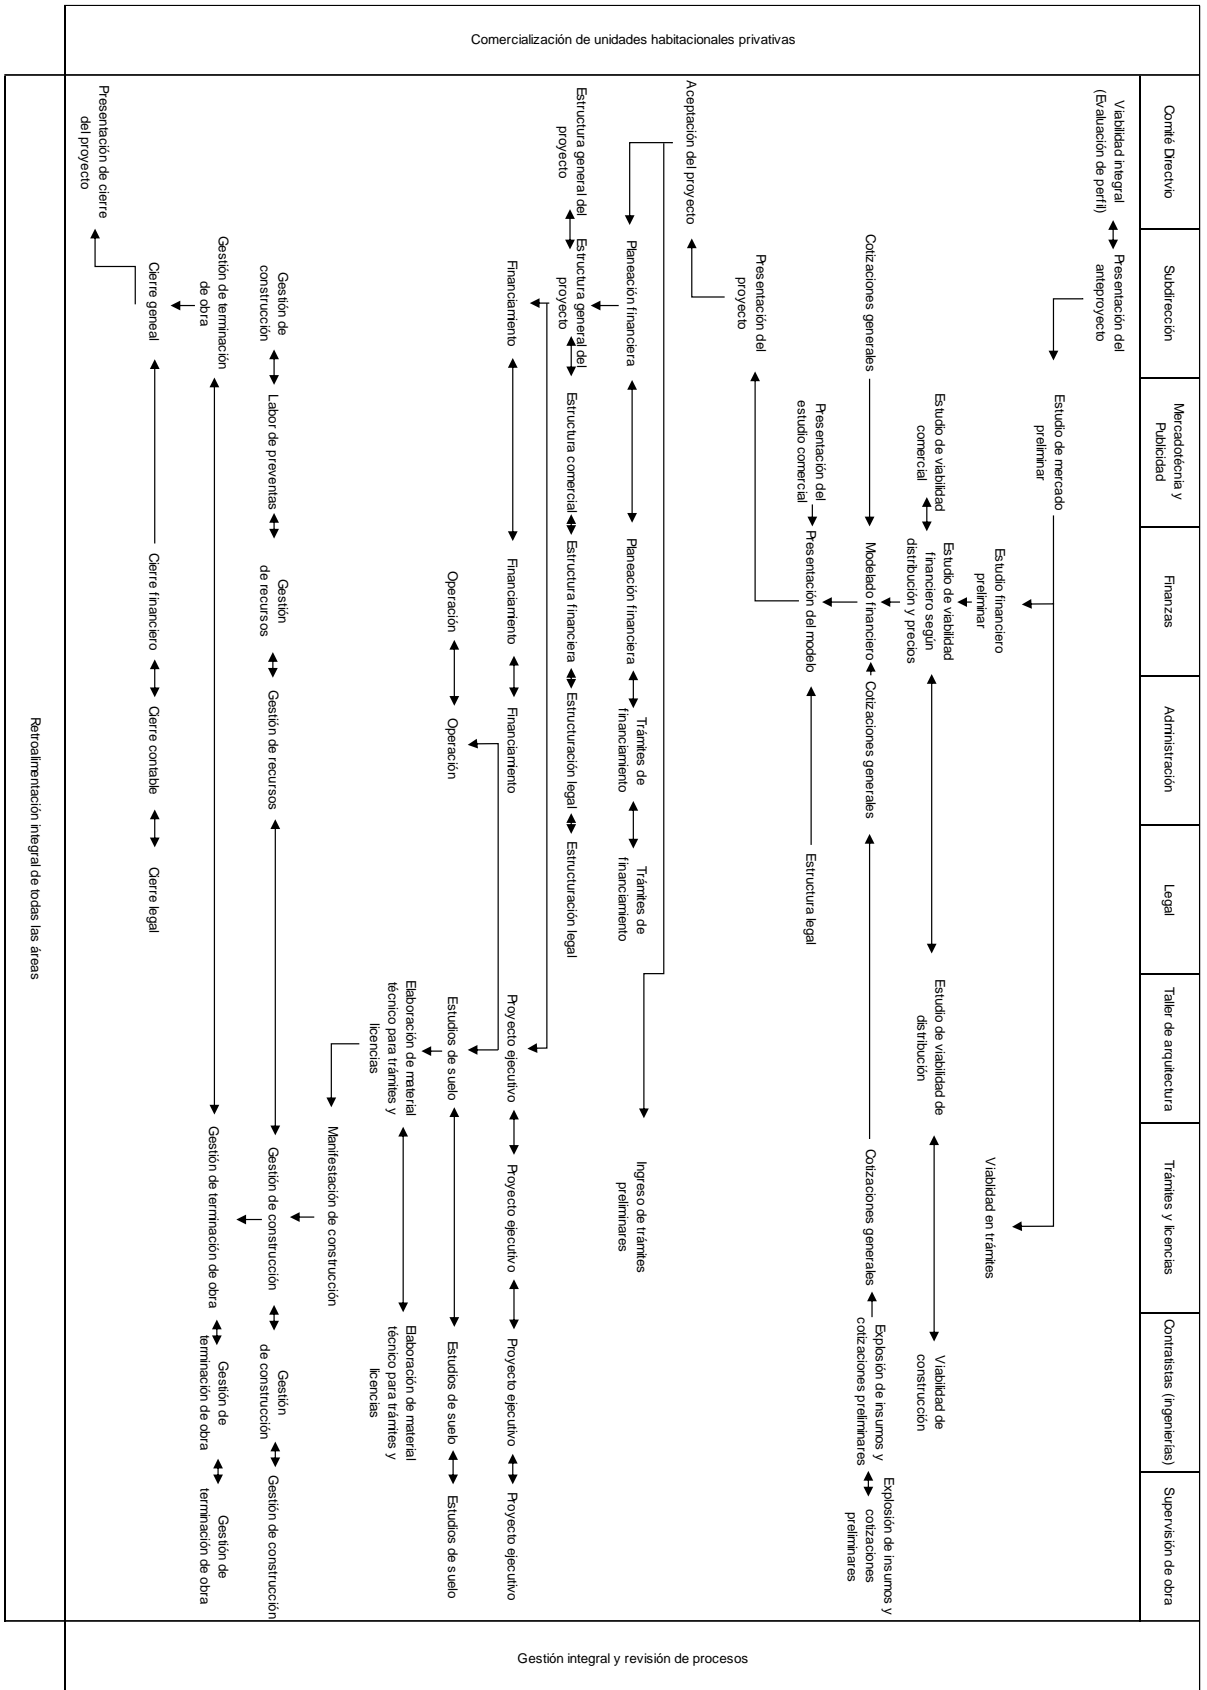 Comercialización de unidades habitacionales privativas
Comité Directvio
Subdirección
Mercadotécnia y
Publicidad
Finanzas
Administración
Legal
Taller de arquitectura
Trámites y licencias
Contratistas (ingenierías)
Supervisión de obra
Viabilidad integral
(Evaluación de perfil)
Presentación del
anteproyecto
Estudio de mercado
preliminar
Estudio financiero
preliminar
Viablidad en trámites
Estudio de viabilidad
comercial
Estudio de viabilidad
financiero según
distribución y precios
Estudio de viabilidad de
distribución
Viabilidad de
construcción
Cotizaciones generales
Modelado financiero
Cotizaciones generales
Cotizaciones generales
Explosión de insumos y
cotizaciones preliminares
Explosión de insumos y
cotizaciones
preliminares
Presentación del
estudio comercial
Presentación del modelo
Estructura legal
Presentación del
proyecto
Aceptación del proyecto
Planeación financiera
Planeación financiera
Trámites de
financiamiento
Trámites de
financiamiento
Ingreso de trámites
preliminares
Estructura general del
proyecto
Estructura general del
proyecto
Estructura comercial
Estructura financiera
Estructuración legal
Estructuración legal
Financiamiento
Financiamiento
Financiamiento
Proyecto ejecutivo
Proyecto ejecutivo
Proyecto ejecutivo
Proyecto ejecutivo
Operación
Operación
Estudios de suelo
Estudios de suelo
Estudios de suelo
Elaboración de material
técnico para trámites y
licencias
Elaboración de material
técnico para trámites y
licencias
Manifestación de construcción
Gestión de
construcción
Labor de preventas
Gestión
de recursos
Gestión de recursos
Gestión de construcción
Gestión
de construcción
Gestión de construcción
Gestión de terminación
de obra
Gestión de terminación de obra
Gestión de
terminación de obra
Gestión de
terminación de obra
Cierre geneal
Cierre financiero
Cierre contable
Cierre legal
Presentación de cierre
del proyecto
Retroalimentación integral de todas las áreas
Gestión integral y revisión de procesos